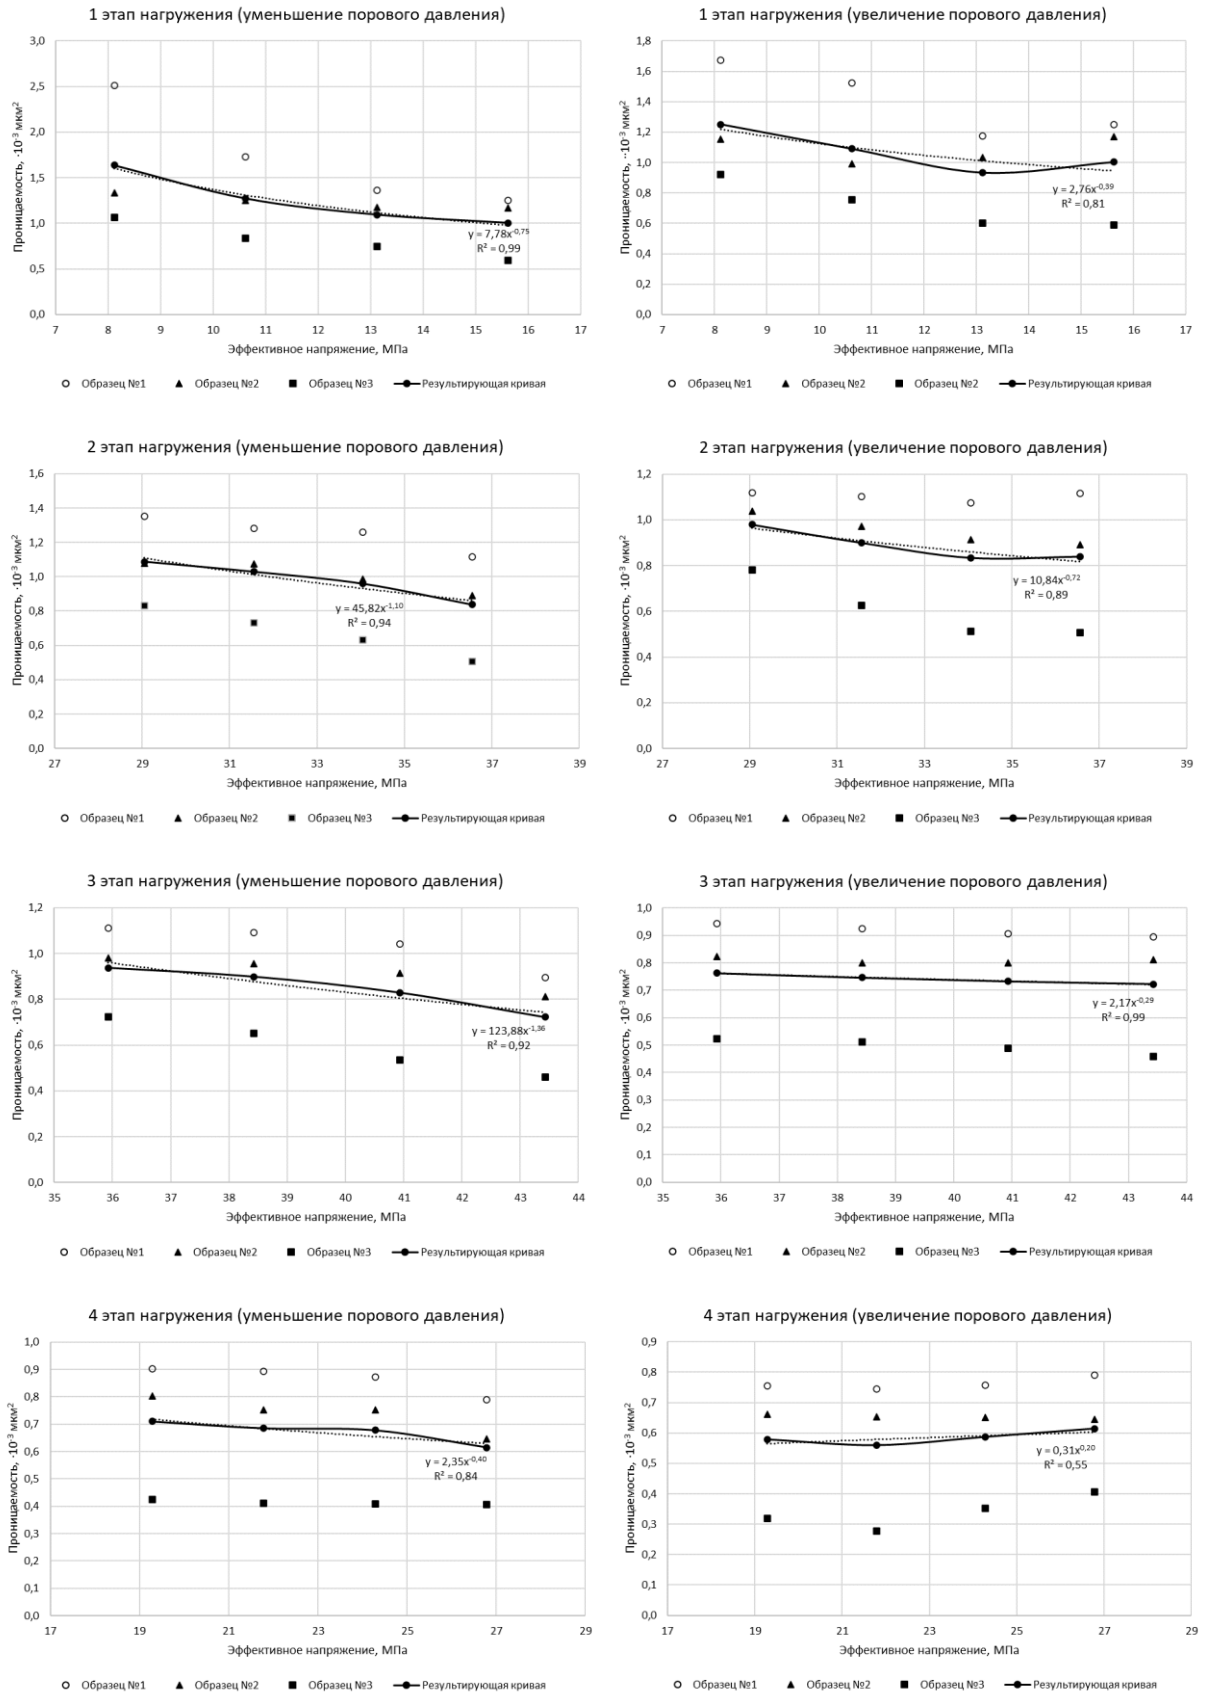 1 этап нагружения (уменьшение порового давления)
Проницаемость, ·10⁻³ мкм²
3,0
2,5
2,0
1,5
1,0
0,5
0,0
y = 7,78x⁻⁰,⁷⁵
R² = 0,99
7 8 9 10 11 12 13 14 15 16 17
Эффективное напряжение, МПа
Образец №1 Образец №2 Образец №3 Результирующая кривая
1 этап нагружения (увеличение порового давления)
Проницаемость, ··10⁻³ мкм²
1,8
1,6
1,4
1,2
1,0
0,8
0,6
0,4
0,2
0,0
y = 2,76x⁻⁰,³⁹
R² = 0,81
7 8 9 10 11 12 13 14 15 16 17
Эффективное напряжение, МПа
Образец №1 Образец №2 Образец №2 Результирующая кривая
2 этап нагружения (уменьшение порового давления)
Проницаемость, ·10⁻³ мкм²
1,6
1,4
1,2
1,0
0,8
0,6
0,4
0,2
0,0
y = 45,82x⁻¹,¹⁰
R² = 0,94
27 29 31 33 35 37 39
Эффективное напряжение, МПа
Образец №1 Образец №2 Образец №3 Результирующая кривая
2 этап нагружения (увеличение порового давления)
Проницаемость, ·10⁻³ мкм²
1,2
1,0
0,8
0,6
0,4
0,2
0,0
y = 10,84x⁻⁰,⁷²
R² = 0,89
27 29 31 33 35 37 39
Эффективное напряжение, МПа
Образец №1 Образец №2 Образец №3 Результирующая кривая
3 этап нагружения (уменьшение порового давления)
Проницаемость, ·10⁻³ мкм²
1,2
1,0
0,8
0,6
0,4
0,2
0,0
y = 123,88x⁻¹,³⁶
R² = 0,92
35 36 37 38 39 40 41 42 43 44
Эффективное напряжение, МПа
Образец №1 Образец №2 Образец №3 Результирующая кривая
3 этап нагружения (увеличение порового давления)
Проницаемость, ·10⁻³ мкм²
1,0
0,9
0,8
0,7
0,6
0,5
0,4
0,3
0,2
0,1
0,0
y = 2,17x⁻⁰,²⁹
R² = 0,99
35 36 37 38 39 40 41 42 43 44
Эффективное напряжение, МПа
Образец №1 Образец №2 Образец №3 Результирующая кривая
4 этап нагружения (уменьшение порового давления)
Проницаемость, ·10⁻³ мкм²
1,0
0,9
0,8
0,7
0,6
0,5
0,4
0,3
0,2
0,1
0,0
y = 2,35x⁻⁰,⁴⁰
R² = 0,84
17 19 21 23 25 27 29
Эффективное напряжение, МПа
Образец №1 Образец №2 Образец №3 Результирующая кривая
4 этап нагружения (увеличение порового давления)
Проницаемость, ·10⁻³ мкм²
0,9
0,8
0,7
0,6
0,5
0,4
0,3
0,2
0,1
0,0
y = 0,31x⁰,²⁰
R² = 0,55
17 19 21 23 25 27 29
Эффективное напряжение, МПа
Образец №1 Образец №2 Образец №3 Результирующая кривая